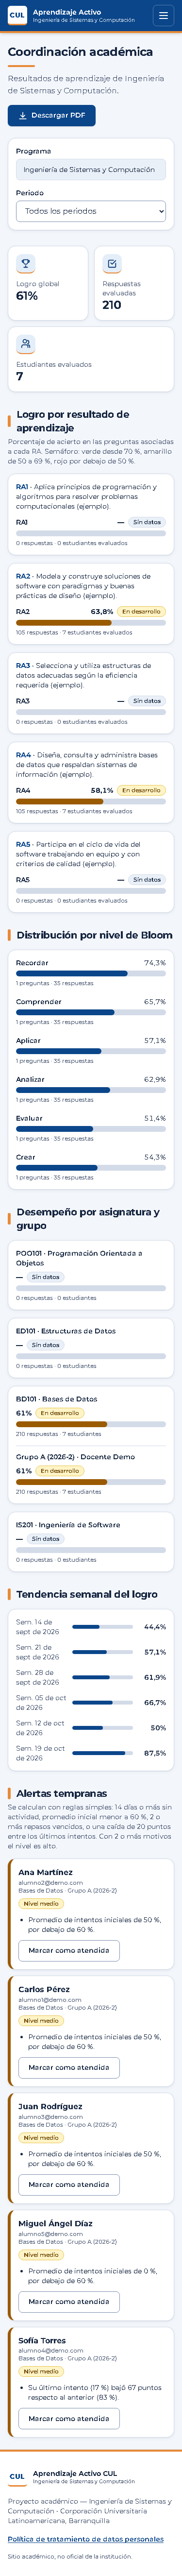 CUL
Aprendizaje Activo
Ingeniería de Sistemas y Computación
Coordinación académica
Resultados de aprendizaje de Ingeniería
de Sistemas y Computación.
Descargar PDF
Programa
Ingeniería de Sistemas y Computación
Periodo
Todos los periodos
Logro global
61%
Respuestas
evaluadas
210
Estudiantes evaluados
7
Logro por resultado de
aprendizaje
Porcentaje de acierto en las preguntas asociadas
a cada RA. Semáforo: verde desde 70 %, amarillo
de 50 a 69 %, rojo por debajo de 50 %.
RA1 · Aplica principios de programación y
algoritmos para resolver problemas
computacionales (ejemplo).
RA1 — Sin datos
0 respuestas · 0 estudiantes evaluados
RA2 · Modela y construye soluciones de
software con paradigmas y buenas
prácticas de diseño (ejemplo).
RA2 63,8% En desarrollo
105 respuestas · 7 estudiantes evaluados
RA3 · Selecciona y utiliza estructuras de
datos adecuadas según la eficiencia
requerida (ejemplo).
RA3 — Sin datos
0 respuestas · 0 estudiantes evaluados
RA4 · Diseña, consulta y administra bases
de datos que respaldan sistemas de
información (ejemplo).
RA4 58,1% En desarrollo
105 respuestas · 7 estudiantes evaluados
RA5 · Participa en el ciclo de vida del
software trabajando en equipo y con
criterios de calidad (ejemplo).
RA5 — Sin datos
0 respuestas · 0 estudiantes evaluados
Distribución por nivel de Bloom
Recordar 74,3%
1 preguntas · 35 respuestas
Comprender 65,7%
1 preguntas · 35 respuestas
Aplicar 57,1%
1 preguntas · 35 respuestas
Analizar 62,9%
1 preguntas · 35 respuestas
Evaluar 51,4%
1 preguntas · 35 respuestas
Crear 54,3%
1 preguntas · 35 respuestas
Desempeño por asignatura y
grupo
POO101 · Programación Orientada a
Objetos
— Sin datos
0 respuestas · 0 estudiantes
ED101 · Estructuras de Datos
— Sin datos
0 respuestas · 0 estudiantes
BD101 · Bases de Datos
61% En desarrollo
210 respuestas · 7 estudiantes
Grupo A (2026-2) · Docente Demo
61% En desarrollo
210 respuestas · 7 estudiantes
IS201 · Ingeniería de Software
— Sin datos
0 respuestas · 0 estudiantes
Tendencia semanal del logro
Sem. 14 de
sept de 2026 44,4%
Sem. 21 de
sept de 2026 57,1%
Sem. 28 de
sept de 2026 61,9%
Sem. 05 de oct
de 2026 66,7%
Sem. 12 de oct
de 2026 50%
Sem. 19 de oct
de 2026 87,5%
Alertas tempranas
Se calculan con reglas simples: 14 días o más sin
actividad, promedio inicial menor a 60 %, 2 o
más repasos vencidos, o una caída de 20 puntos
entre los últimos intentos. Con 2 o más motivos
el nivel es alto.
Ana Martínez
alumno2@demo.com
Bases de Datos · Grupo A (2026-2)
Nivel medio
• Promedio de intentos iniciales de 50 %,
por debajo de 60 %.
Marcar como atendida
Carlos Pérez
alumno1@demo.com
Bases de Datos · Grupo A (2026-2)
Nivel medio
• Promedio de intentos iniciales de 50 %,
por debajo de 60 %.
Marcar como atendida
Juan Rodríguez
alumno3@demo.com
Bases de Datos · Grupo A (2026-2)
Nivel medio
• Promedio de intentos iniciales de 50 %,
por debajo de 60 %.
Marcar como atendida
Miguel Ángel Díaz
alumno5@demo.com
Bases de Datos · Grupo A (2026-2)
Nivel medio
• Promedio de intentos iniciales de 0 %,
por debajo de 60 %.
Marcar como atendida
Sofía Torres
alumno4@demo.com
Bases de Datos · Grupo A (2026-2)
Nivel medio
• Su último intento (17 %) bajó 67 puntos
respecto al anterior (83 %).
Marcar como atendida
CUL
Aprendizaje Activo CUL
Ingeniería de Sistemas y Computación
Proyecto académico — Ingeniería de Sistemas y
Computación · Corporación Universitaria
Latinoamericana, Barranquilla
Política de tratamiento de datos personales
Sitio académico, no oficial de la institución.